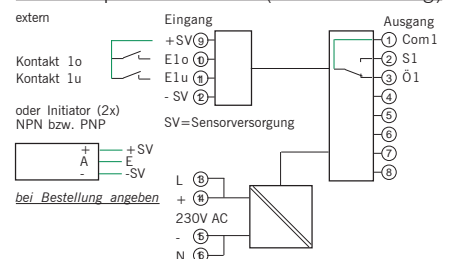 extern
Eingang
Ausgang
+SV 9
E1o 10
E1u 11
- SV 12
Kontakt 1o
Kontakt 1u
SV=Sensorversorgung
1 Com1
2 S1
3 Ö1
4
5
6
7
8
oder Initiator (2x)
NPN bzw. PNP
+ +SV
A E
- -SV
bei Bestellung angeben
L 13
+ 14
230V AC
- 15
N 16